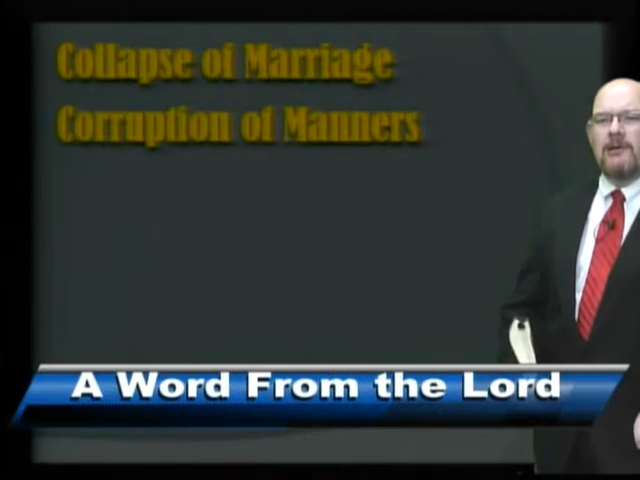 Collapse of Marriage
Corruption of Manners
A Word From the Lord